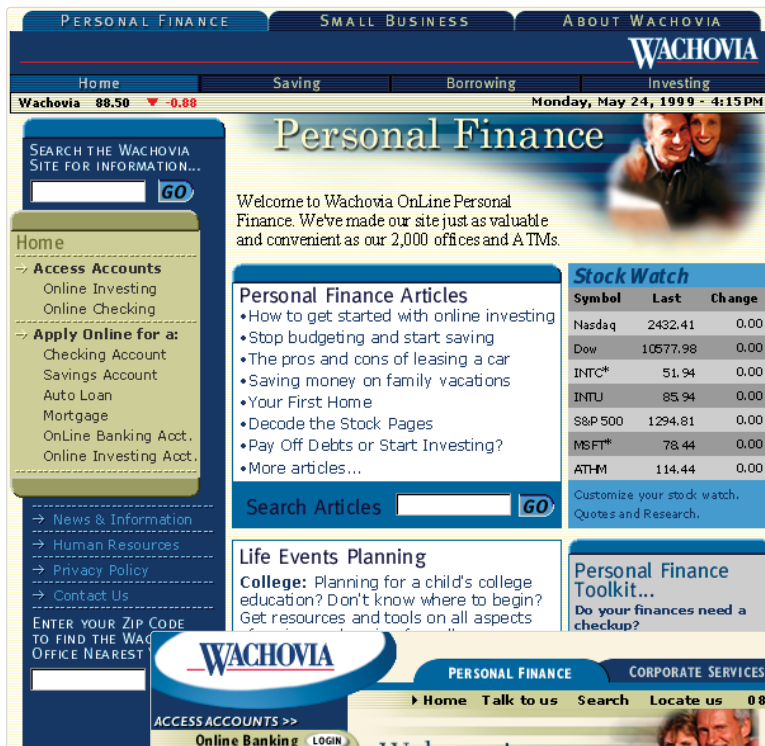 PERSONAL FINANCE
SMALL BUSINESS
ABOUT WACHOVIA
WACHOVIA
Home
Saving
Borrowing
Investing
Wachovia 88.50 ▼ -0.88
Monday, May 24, 1999 - 4:15PM
SEARCH THE WACHOVIA
SITE FOR INFORMATION...
GO
Home
→ Access Accounts
Online Investing
Online Checking
→ Apply Online for a:
Checking Account
Savings Account
Auto Loan
Mortgage
OnLine Banking Acct.
Online Investing Acct.
→ News & Information
→ Human Resources
→ Privacy Policy
→ Contact Us
ENTER YOUR ZIP CODE
TO FIND THE
OFFICE NEAREST
Personal Finance
Welcome to Wachovia OnLine Personal
Finance. We've made our site just as valuable
and convenient as our 2,000 offices and ATMs.
Personal Finance Articles
•How to get started with online investing
•Stop budgeting and start saving
•The pros and cons of leasing a car
•Saving money on family vacations
•Your First Home
•Decode the Stock Pages
•Pay Off Debts or Start Investing?
•More articles...
Search Articles GO
Life Events Planning
College: Planning for a child's college
education? Don't know where to begin?
Get resources and tools on all aspects
Stock Watch
Symbol Last Change
Nasdaq 2432.41 0.00
Dow 10577.98 0.00
INTC* 51.94 0.00
INTU 85.94 0.00
S&P 500 1294.81 0.00
MSFT* 78.44 0.00
ATHM 114.44 0.00
Customize your stock watch.
Quotes and Research.
Personal Finance
Toolkit...
Do your finances need a
checkup?
WACHOVIA
PERSONAL FINANCE
CORPORATE SERVICES
Home Talk to us Search Locate us 08
ACCESS ACCOUNTS >>
Online Banking LOGIN